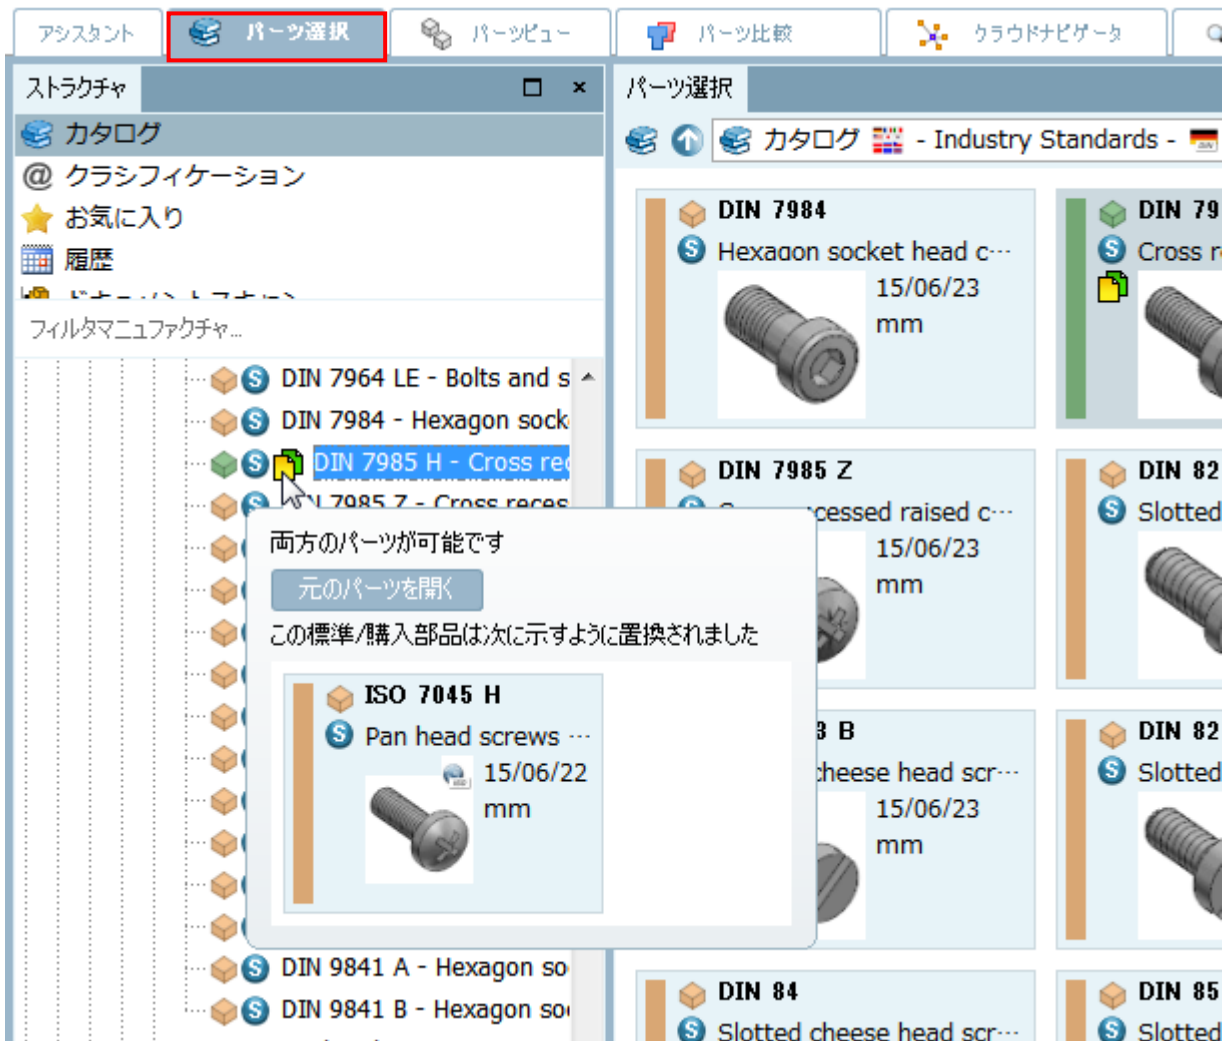 アシスタント
パーツ選択
パーツビュー
パーツ比較
クラウドナビゲータ
ストラクチャ
カタログ
@ クラシフィケーション
お気に入り
履歴
フィルタマニュファクチャ...
DIN 7964 LE - Bolts and s
DIN 7984 - Hexagon sock
DIN 7985 H - Cross rec
7985 Z - Cross reces
両方のパーツが可能です
元のパーツを開く
この標準/購入部品は次に示すように置換されました
ISO 7045 H
Pan head screws …
15/06/22
mm
DIN 9841 A - Hexagon so
DIN 9841 B - Hexagon so
パーツ選択
カタログ - Industry Standards -
DIN 7984
Hexagon socket head c…
15/06/23
mm
DIN 79
Cross r
DIN 7985 Z
cessed raised c…
15/06/23
mm
DIN 82
Slotted
B
cheese head scr…
15/06/23
mm
DIN 82
Slotted
DIN 84
Slotted cheese head scr…
DIN 85
Slotted